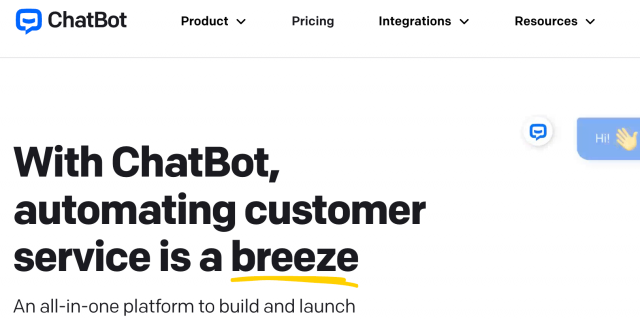 ChatBot Product Pricing Integrations Resources
Hi! 👋
With ChatBot,
automating customer
service is a breeze
An all-in-one platform to build and launch